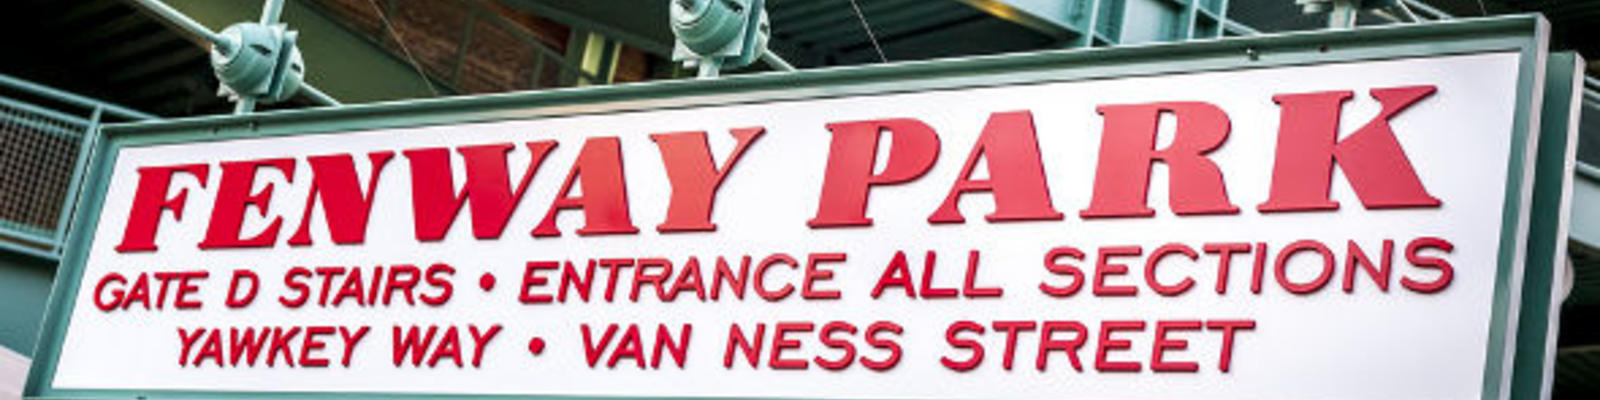 FENWAY PARK
GATE D STAIRS • ENTRANCE ALL SECTIONS
YAWKEY WAY • VAN NESS STREET